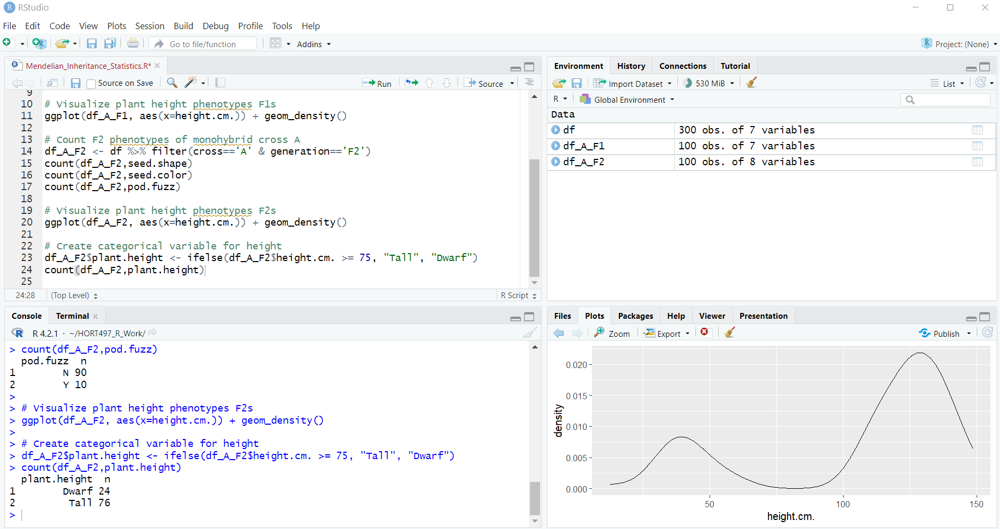 RStudio
File Edit Code View Plots Session Build Debug Profile Tools Help
Go to file/function Addins Project: (None)
Mendelian_Inheritance_Statistics.R*
Source on Save Run Source
9
10 # Visualize plant height phenotypes F1s
11 ggplot(df_A_F1, aes(x=height.cm.)) + geom_density()
12
13 # Count F2 phenotypes of monohybrid cross A
14 df_A_F2 <- df %>% filter(cross=='A' & generation=='F2')
15 count(df_A_F2,seed.shape)
16 count(df_A_F2,seed.color)
17 count(df_A_F2,pod.fuzz)
18
19 # Visualize plant height phenotypes F2s
20 ggplot(df_A_F2, aes(x=height.cm.)) + geom_density()
21
22 # Create categorical variable for height
23 df_A_F2$plant.height <- ifelse(df_A_F2$height.cm. >= 75, "Tall", "Dwarf")
24 count(df_A_F2,plant.height)
25
24:28 (Top Level) R Script
Console Terminal
R 4.2.1 · ~/HORT497_R_Work/
> count(df_A_F2,pod.fuzz)
pod.fuzz n
1 N 90
2 Y 10
>
> # Visualize plant height phenotypes F2s
> ggplot(df_A_F2, aes(x=height.cm.)) + geom_density()
>
> # Create categorical variable for height
> df_A_F2$plant.height <- ifelse(df_A_F2$height.cm. >= 75, "Tall", "Dwarf")
> count(df_A_F2,plant.height)
plant.height n
1 Dwarf 24
2 Tall 76
>
Environment History Connections Tutorial
Import Dataset 530 MiB List
R Global Environment
Data
df 300 obs. of 7 variables
df_A_F1 100 obs. of 7 variables
df_A_F2 100 obs. of 8 variables
Files Plots Packages Help Viewer Presentation
Zoom Export Publish
density
0.020
0.015
0.010
0.005
0.000
50 100 150
height.cm.